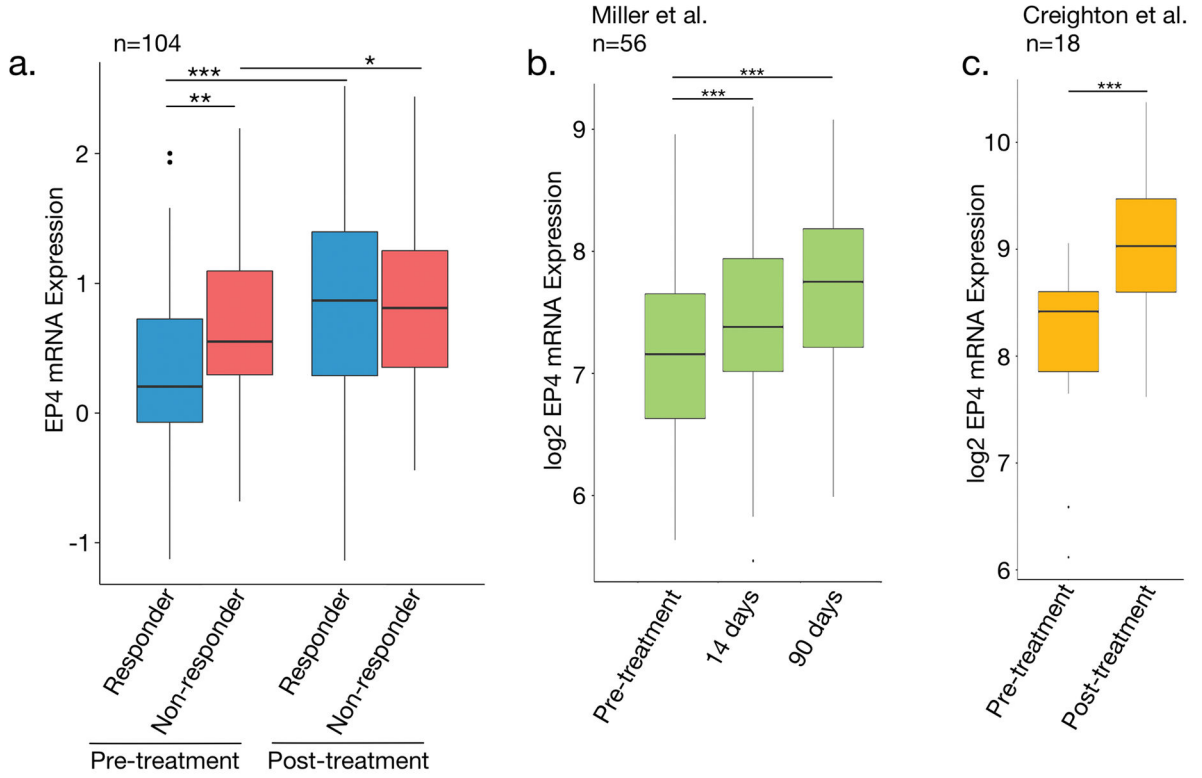 a.
n=104
***
*
**
EP4 mRNA Expression
2
1
0
-1
Responder
Non-responder
Responder
Non-responder
Pre-treatment
Post-treatment
Miller et al.
b.
n=56
***
***
log2 EP4 mRNA Expression
9
8
7
6
Pre-treatment
14 days
90 days
Creighton et al.
c.
n=18
***
log2 EP4 mRNA Expression
10
9
8
7
6
Pre-treatment
Post-treatment